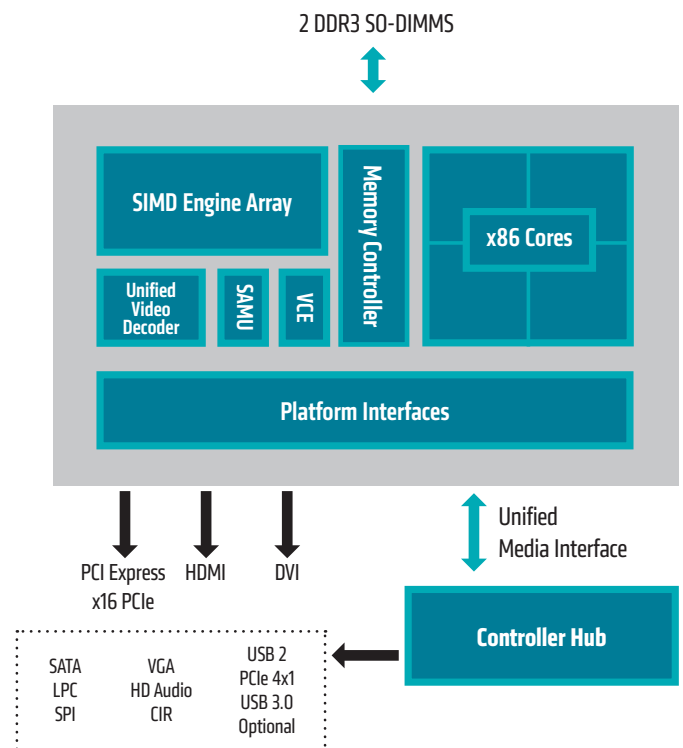 2 DDR3 SO-DIMMS
SIMD Engine Array
Memory Controller
x86 Cores
Unified
Video
Decoder
SAMU
VCE
Platform Interfaces
PCI Express
x16 PCIe
HDMI
DVI
Unified
Media Interface
Controller Hub
SATA
LPC
SPI
VGA
HD Audio
CIR
USB 2
PCIe 4x1
USB 3.0
Optional